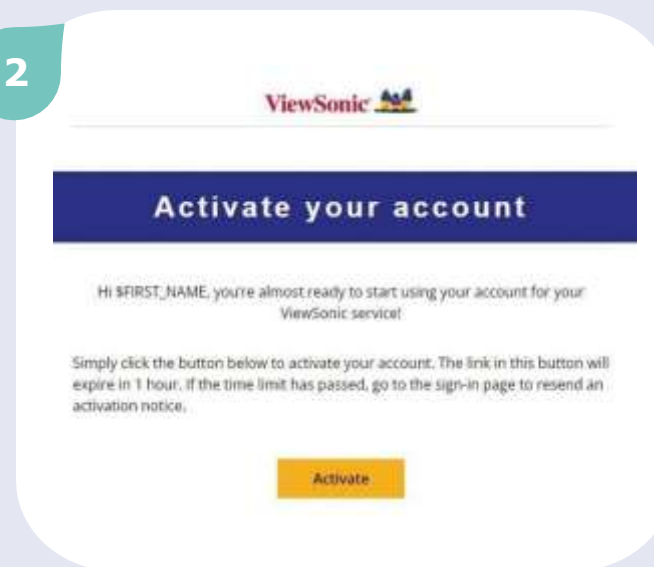 2
ViewSonic
Activate your account
Hi $FIRST_NAME, you're almost ready to start using your account for your
ViewSonic service!
Simply click the button below to activate your account. The link in this button will
expire in 1 hour. If the time limit has passed, go to the sign-in page to resend an
activation notice.
Activate